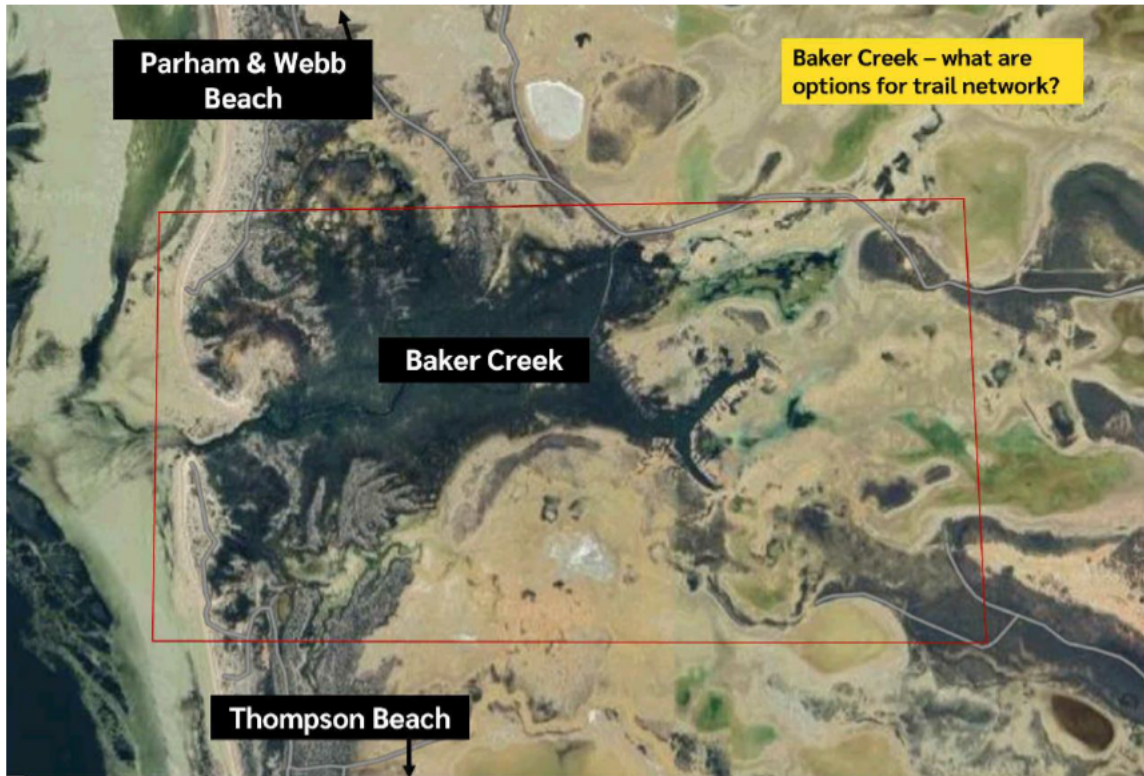 Parham & Webb
Beach
Baker Creek – what are
options for trail network?
Baker Creek
Thompson Beach